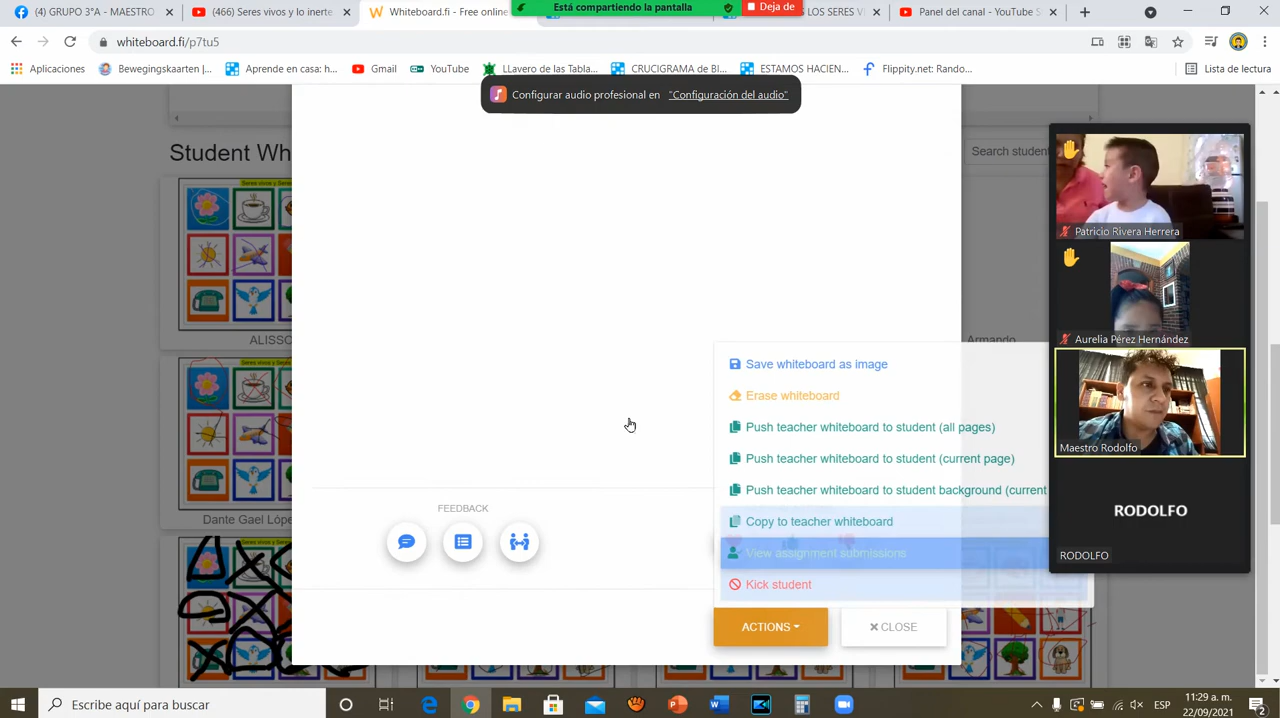 (4) GRUPO 3°A - MAESTRO
(466) Seres vivos y lo inerte
Whiteboard.fi - Free online
Está compartiendo la pantalla
Deja de
LOS SERES VI
Panel del canal - YouTube S
whiteboard.fi/p7tu5
Aplicaciones
Bewegingskaarten |...
Aprende en casa: h...
Gmail
YouTube
LLavero de las Tabla...
CRUCIGRAMA DE BI...
ESTAMOS HACIEN...
Flippity.net: Rando...
Lista de lectura
Configurar audio profesional en "Configuración del audio"
Student Wh
Search student
Seres vivos y Seres
Patricio Rivera Herrera
Aurelia Pérez Hernández
Maestro Rodolfo
RODOLFO
RODOLFO
ALISSO
Armando
Save whiteboard as image
Erase whiteboard
Push teacher whiteboard to student (all pages)
Push teacher whiteboard to student (current page)
Push teacher whiteboard to student background (current
Copy to teacher whiteboard
View assignment submissions
Kick student
FEEDBACK
Dante Gael Lópe
ACTIONS
CLOSE
Escribe aquí para buscar
ESP
11:29 a. m.
22/09/2021
2